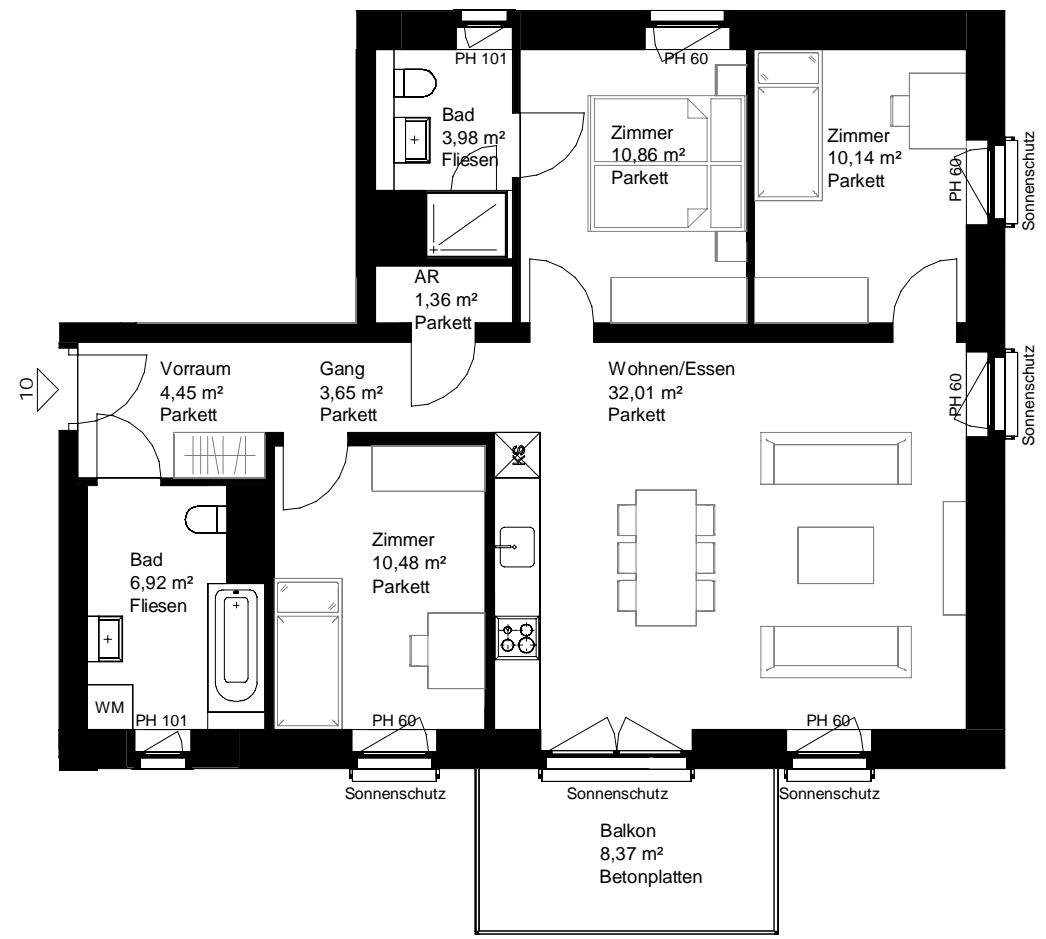 PH 101
PH 60
Bad
3,98 m²
Fliesen
Zimmer
10,86 m²
Parkett
Zimmer
10,14 m²
Parkett
PH 60
Sonnenschutz
AR
1,36 m²
Parkett
10
Vorraum
4,45 m²
Parkett
Gang
3,65 m²
Parkett
Wohnen/Essen
32,01 m²
Parkett
PH 60
Sonnenschutz
KS
Bad
6,92 m²
Fliesen
Zimmer
10,48 m²
Parkett
WM
PH 101
PH 60
PH 60
Sonnenschutz
Sonnenschutz
Sonnenschutz
Balkon
8,37 m²
Betonplatten